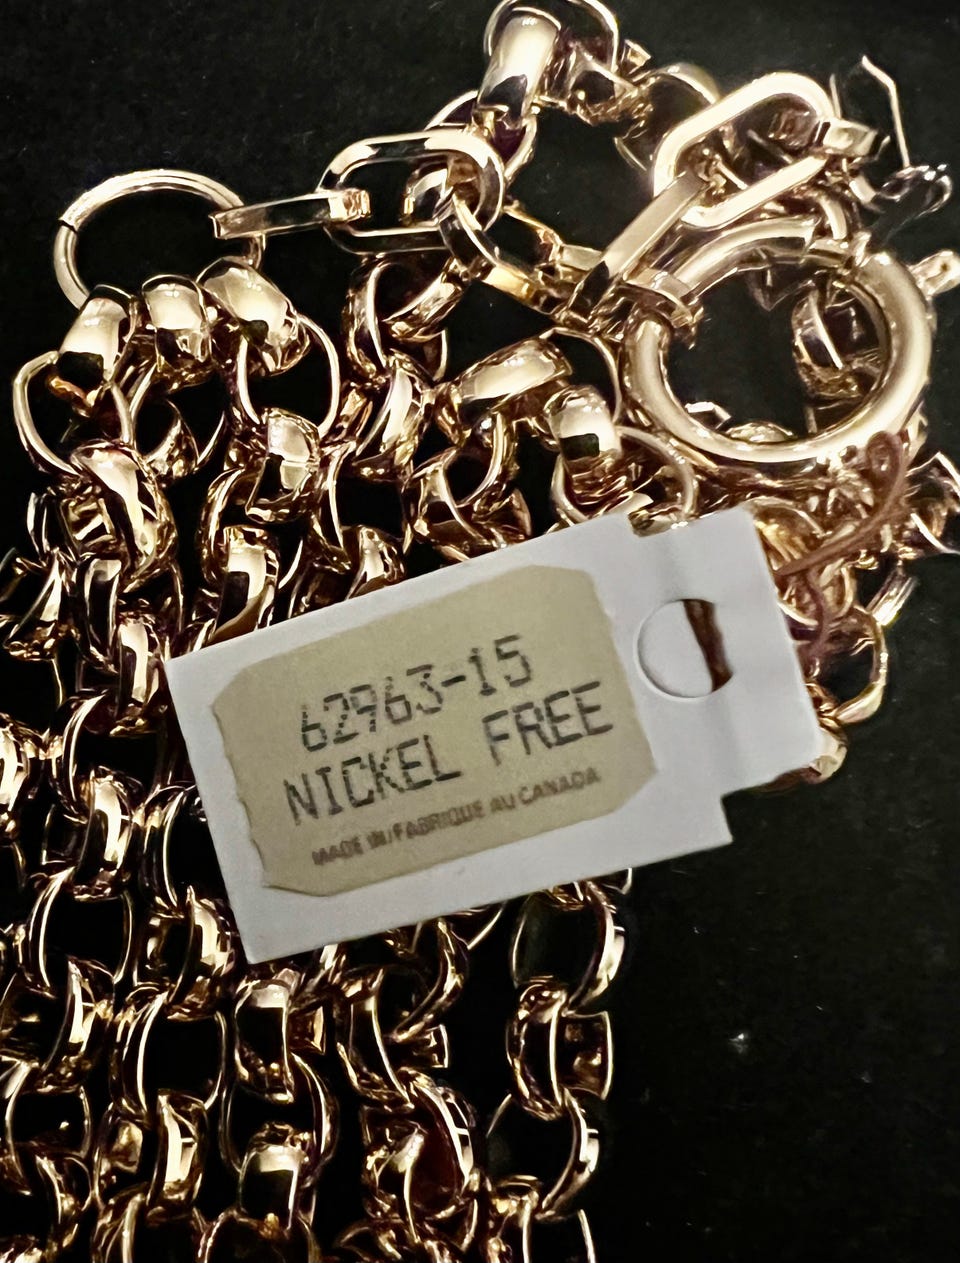 62963-15
NICKEL FREE
MADE IN/FABRIQUE AU CANADA